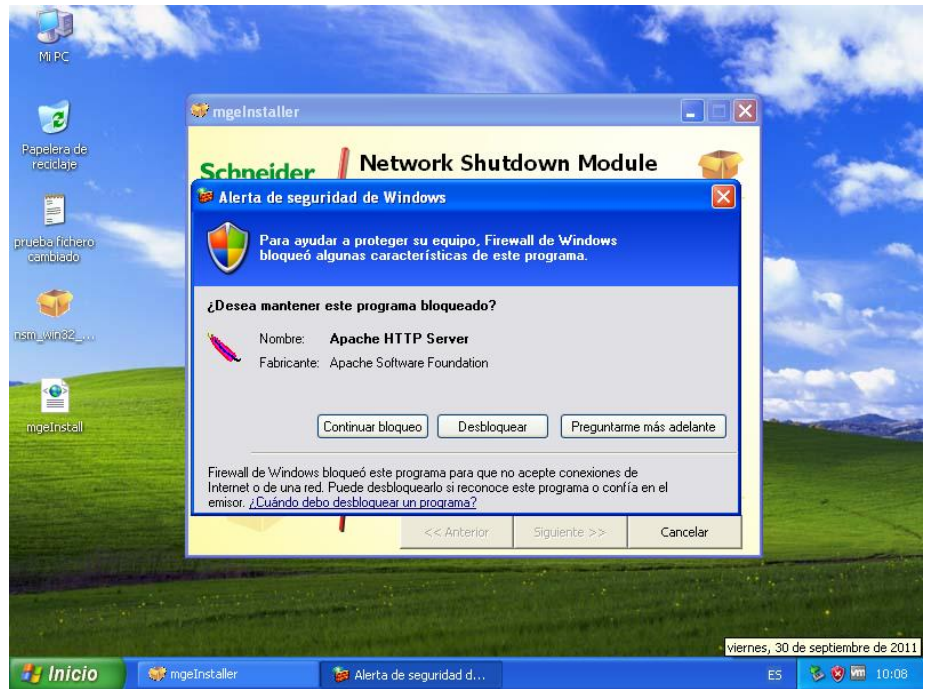 Mi PC
Papelera de
reciclaje
prueba fichero
cambiado
nsm_win32_...
mgeInstall
mgeInstaller
Schneider
Network Shutdown Module
Alerta de seguridad de Windows
Para ayudar a proteger su equipo, Firewall de Windows
bloqueó algunas características de este programa.
¿Desea mantener este programa bloqueado?
Nombre: Apache HTTP Server
Fabricante: Apache Software Foundation
Continuar bloqueo Desbloquear Preguntarme más adelante
Firewall de Windows bloqueó este programa para que no acepte conexiones de
Internet o de una red. Puede desbloquearlo si reconoce este programa o confía en el
emisor. ¿Cuándo debo desbloquear un programa?
<< Anterior Siguiente >> Cancelar
viernes, 30 de septiembre de 2011
Inicio mgeInstaller Alerta de seguridad d... ES vm 10:08